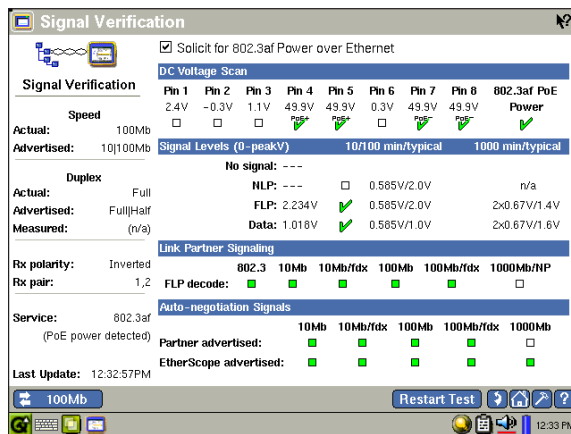 Signal Verification
Solicit for 802.3af Power over Ethernet
Signal Verification
Speed
Actual: 100Mb
Advertised: 10|100Mb
Duplex
Actual: Full
Advertised: Full|Half
Measured: (n/a)
Rx polarity: Inverted
Rx pair: 1,2
Service: 802.3af
(PoE power detected)
Last Update: 12:32:57PM
DC Voltage Scan
Pin 1 Pin 2 Pin 3 Pin 4 Pin 5 Pin 6 Pin 7 Pin 8 802.3af PoE
2.4V -0.3V 1.1V 49.9V 49.9V 0.3V 49.9V 49.9V Power
PoE+ PoE+ PoE- PoE-
Signal Levels (0-peakV) 10/100 min/typical 1000 min/typical
No signal: ---
NLP: --- 0.585V/2.0V n/a
FLP: 2.234V 0.585V/2.0V 2x0.67V/1.4V
Data: 1.018V 0.585V/1.0V 2x0.67V/1.6V
Link Partner Signaling
802.3 10Mb 10Mb/fdx 100Mb 100Mb/fdx 1000Mb/NP
FLP decode:
Auto-negotiation Signals
10Mb 10Mb/fdx 100Mb 100Mb/fdx 1000Mb
Partner advertised:
EtherScope advertised:
100Mb Restart Test ?
12:33 PM